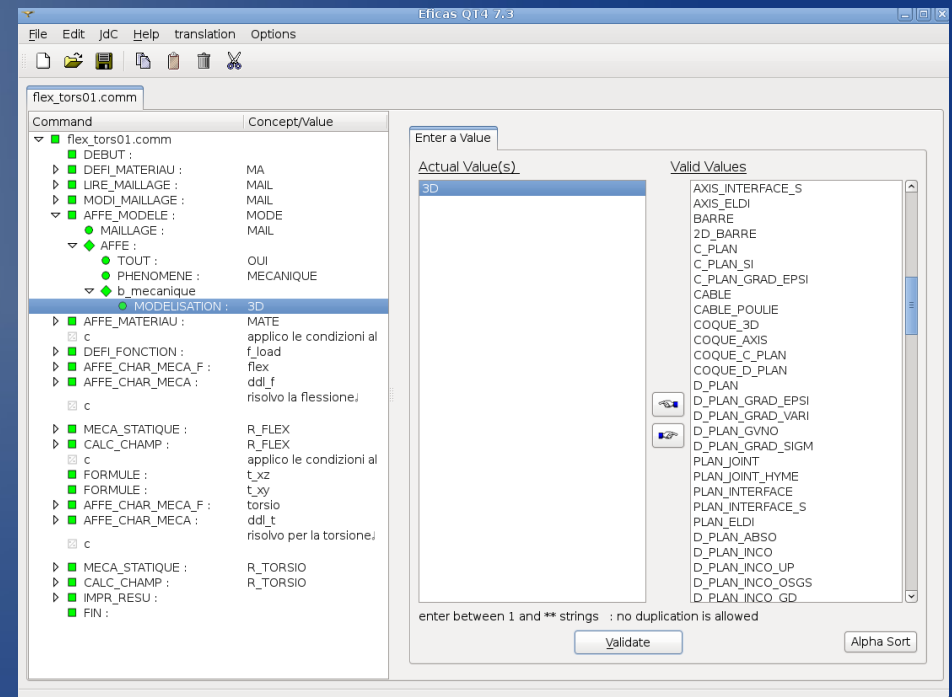 Eficas QT4 7.3
File Edit JdC Help translation Options
flex_tors01.comm
Command Concept/Value
flex_tors01.comm
DEBUT :
DEFI_MATERIAU : MA
LIRE_MAILLAGE : MAIL
MODI_MAILLAGE : MAIL
AFFE_MODELE : MODE
MAILLAGE : MAIL
AFFE :
TOUT : OUI
PHENOMENE : MECANIQUE
b_mecanique
MODELISATION : 3D
AFFE_MATERIAU : MATE
c applico le condizioni al
DEFI_FONCTION : f_load
AFFE_CHAR_MECA_F : flex
AFFE_CHAR_MECA : ddl_f
c risolvo la flessione.
MECA_STATIQUE : R_FLEX
CALC_CHAMP : R_FLEX
c applico le condizioni al
FORMULE : t_xz
FORMULE : t_xy
AFFE_CHAR_MECA_F : torsio
AFFE_CHAR_MECA : ddl_t
c risolvo per la torsione.
MECA_STATIQUE : R_TORSIO
CALC_CHAMP : R_TORSIO
IMPR_RESU :
FIN :
Enter a Value
Actual Value(s)
3D
Valid Values
AXIS_INTERFACE_S
AXIS_ELDI
BARRE
2D_BARRE
C_PLAN
C_PLAN_SI
C_PLAN_GRAD_EPSI
CABLE
CABLE_POULIE
COQUE_3D
COQUE_AXIS
COQUE_C_PLAN
COQUE_D_PLAN
D_PLAN
D_PLAN_GRAD_EPSI
D_PLAN_GRAD_VARI
D_PLAN_GVNO
D_PLAN_GRAD_SIGM
PLAN_JOINT
PLAN_JOINT_HYME
PLAN_INTERFACE
PLAN_INTERFACE_S
PLAN_ELDI
D_PLAN_ABSO
D_PLAN_INCO
D_PLAN_INCO_UP
D_PLAN_INCO_OSGS
D_PLAN_INCO_GD
enter between 1 and ** strings : no duplication is allowed
Validate
Alpha Sort